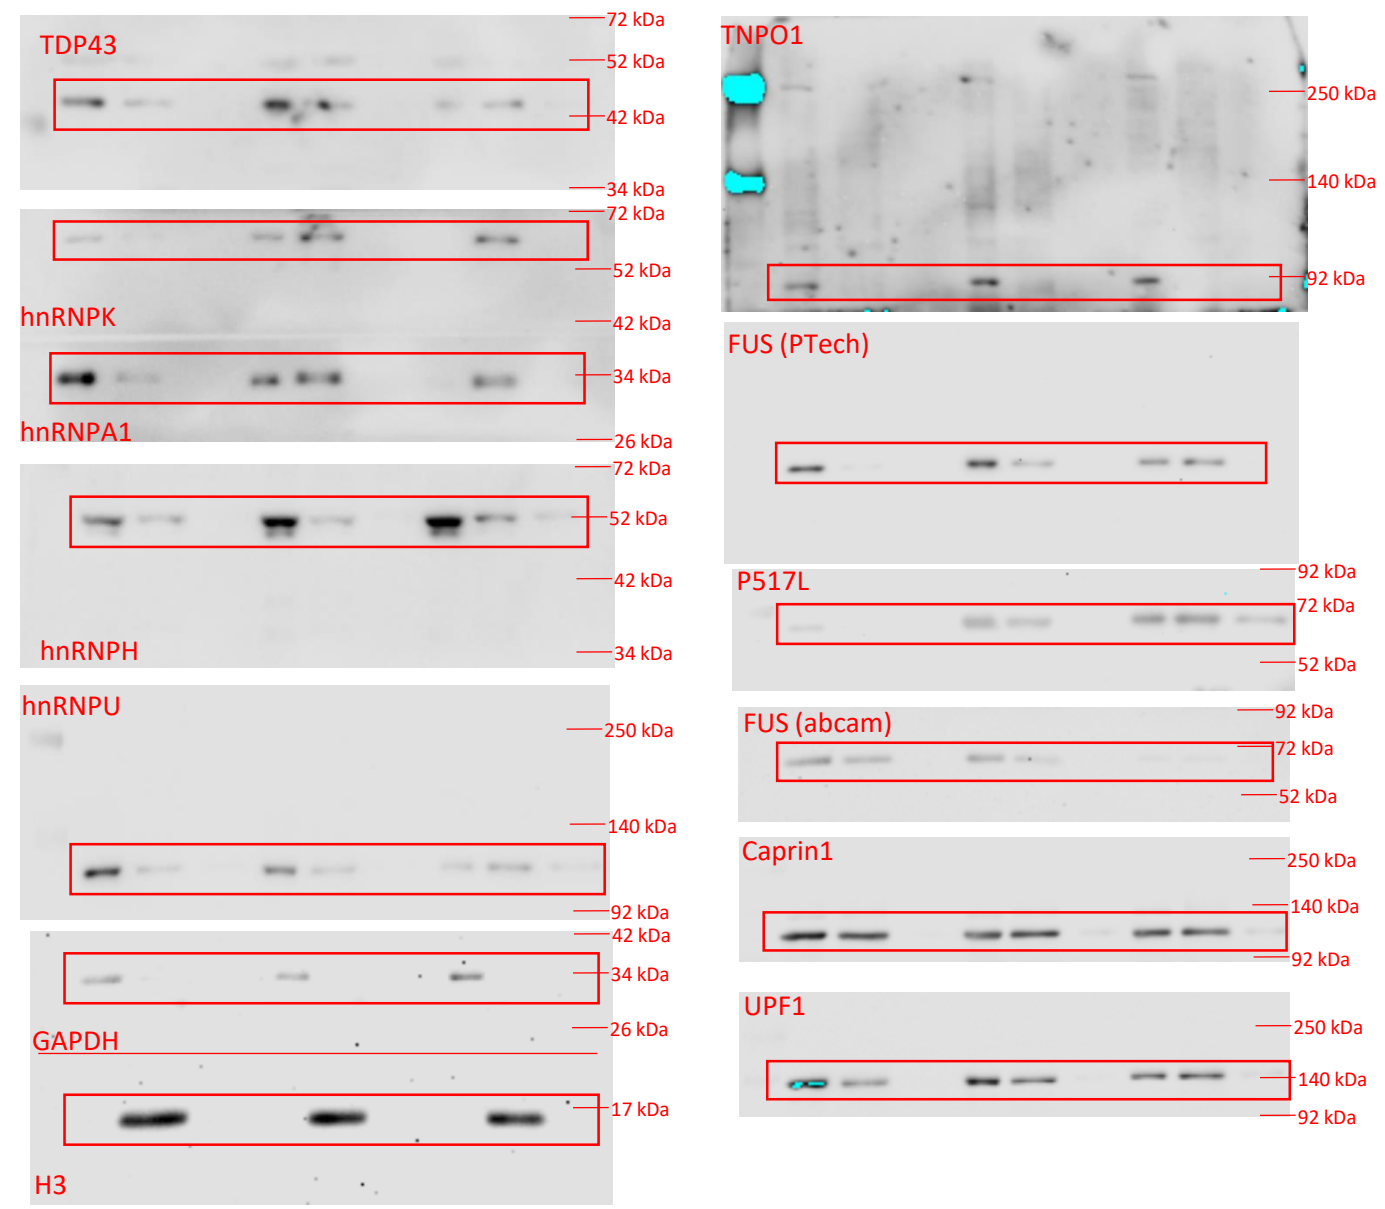 TDP43
72 kDa
52 kDa
42 kDa
34 kDa
72 kDa
52 kDa
hnRNPK
42 kDa
34 kDa
hnRNPA1
26 kDa
72 kDa
52 kDa
42 kDa
hnRNPH
34 kDa
hnRNPU
250 kDa
140 kDa
92 kDa
42 kDa
34 kDa
26 kDa
GAPDH
17 kDa
H3
TNPO1
250 kDa
140 kDa
92 kDa
FUS (PTech)
P517L
92 kDa
72 kDa
52 kDa
FUS (abcam)
92 kDa
72 kDa
52 kDa
Caprin1
250 kDa
140 kDa
92 kDa
UPF1
250 kDa
140 kDa
92 kDa